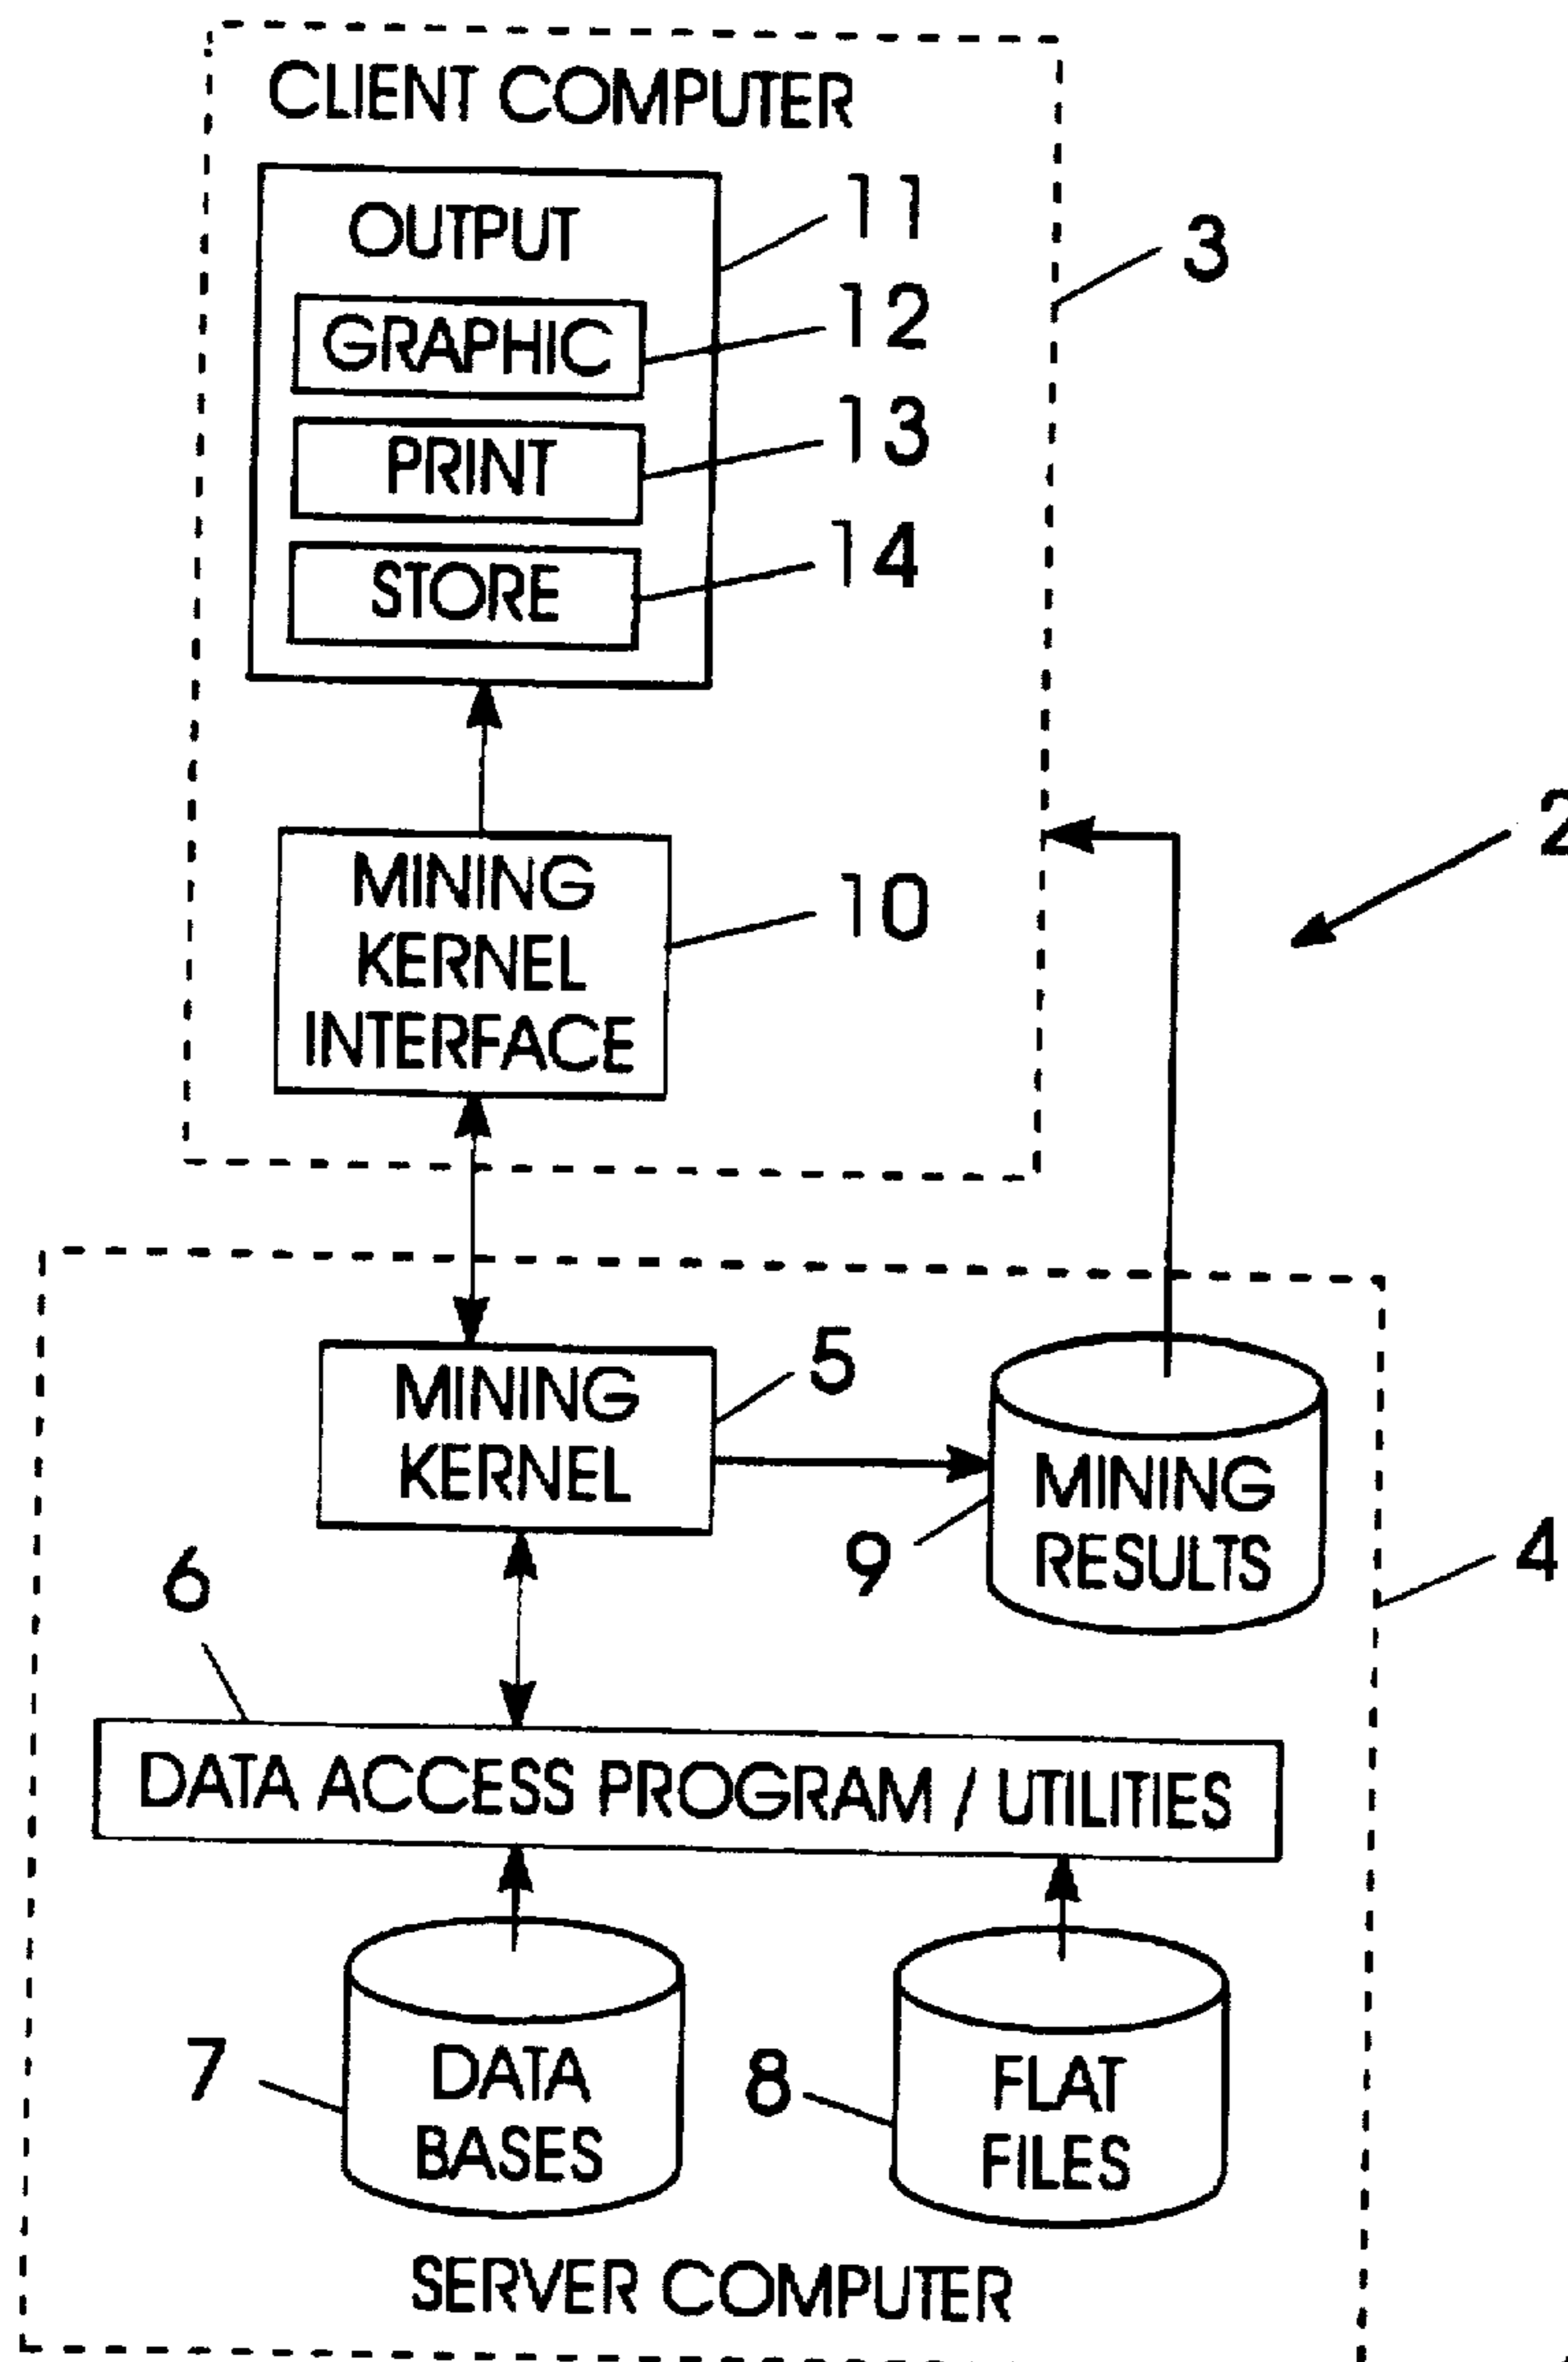 CLIENT COMPUTER
OUTPUT
11
3
GRAPHIC
12
PRINT
13
STORE
14
2
MINING
KERNEL
INTERFACE
10
MINING
KERNEL
5
MINING
RESULTS
9
4
6
DATA ACCESS PROGRAM / UTILITIES
7
DATA
BASES
8
FLAT
FILES
SERVER COMPUTER